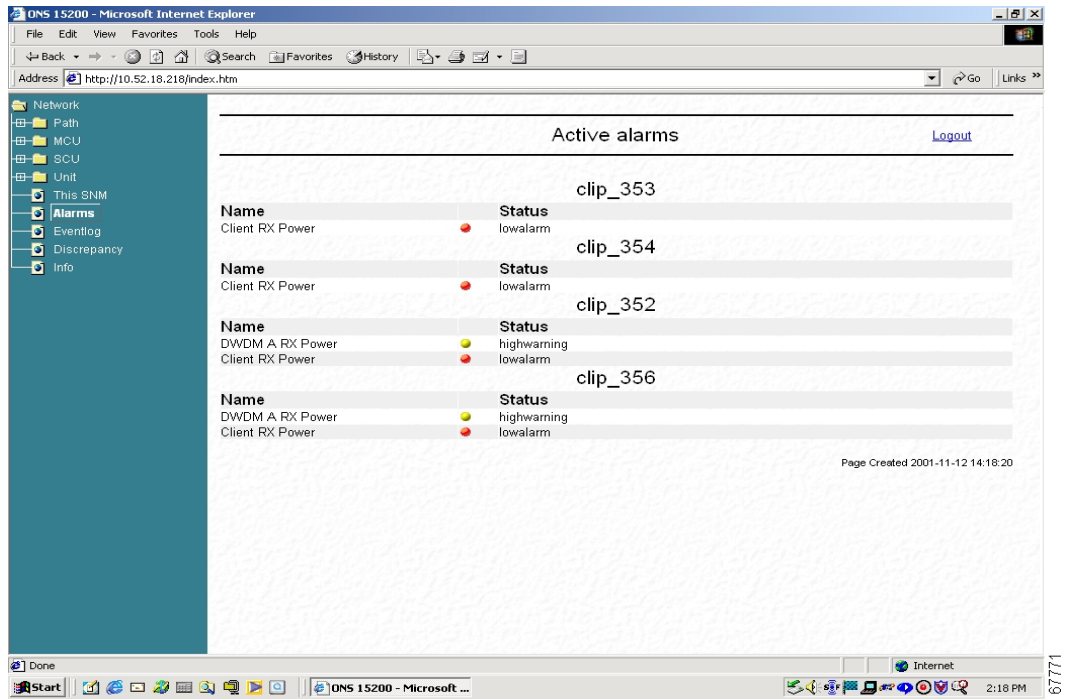 ONS 15200 - Microsoft Internet Explorer
File Edit View Favorites Tools Help
Back Search Favorites History
Address http://10.52.18.218/index.htm Go Links »
Network
Path
MCU
SCU
Unit
This SNM
Alarms
Eventlog
Discrepancy
Info
Active alarms Logout
clip_353
Name Status
Client RX Power lowalarm
clip_354
Name Status
Client RX Power lowalarm
clip_352
Name Status
DWDM A RX Power highwarning
Client RX Power lowalarm
clip_356
Name Status
DWDM A RX Power highwarning
Client RX Power lowalarm
Page Created 2001-11-12 14:18:20
Done Internet
Start ONS 15200 - Microsoft ... 2:18 PM
67771